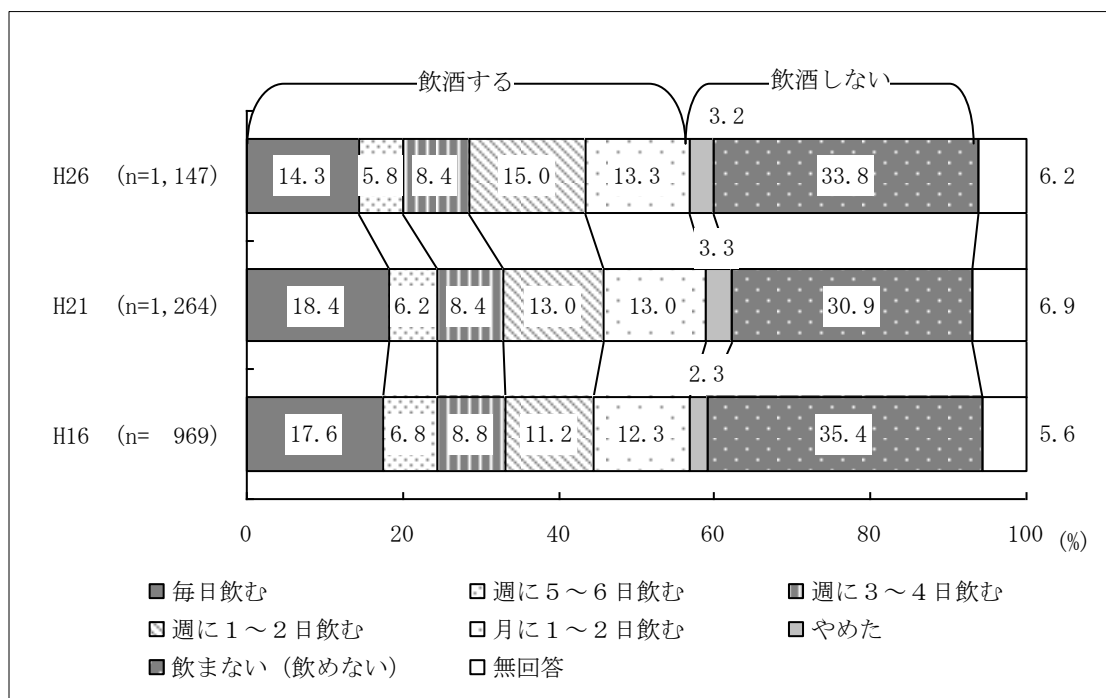 飲酒する 飲酒しない
3.2
H26 (n=1,147) 14.3 5.8 8.4 15.0 13.3 33.8 6.2
3.3
H21 (n=1,264) 18.4 6.2 8.4 13.0 13.0 30.9 6.9
2.3
H16 (n= 969) 17.6 6.8 8.8 11.2 12.3 35.4 5.6
0 20 40 60 80 100 (%)
毎日飲む 週に5~6日飲む 週に3~4日飲む
週に1~2日飲む 月に1~2日飲む やめた
飲まない(飲めない) 無回答